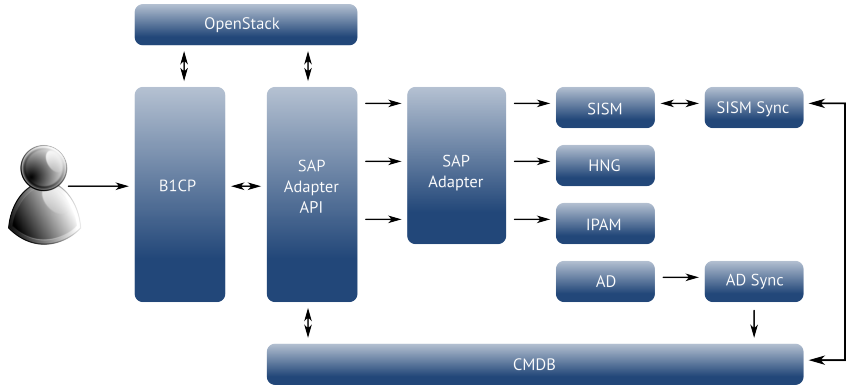 OpenStack
B1CP
SAP
Adapter
API
SAP
Adapter
SISM
SISM Sync
HNG
IPAM
AD
AD Sync
CMDB